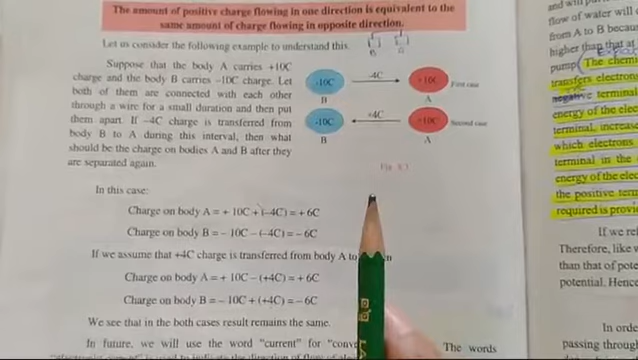 The amount of positive charge flowing in one direction is equivalent to the
same amount of charge flowing in opposite direction.
Let us consider the following example to understand this.
Suppose that the body A carries +10C
charge and the body B carries –10C charge. Let
both of them are connected with each other
through a wire for a small duration and then put
them apart. If –4C charge is transferred from
body B to A during this interval, then what
should be the charge on bodies A and B after they
are separated again.
B A
-10C -4C +10C First case
B A
-10C +4C +10C Second case
B A
Fig
In this case:
Charge on body A = + 10C + (–4C) = + 6C
Charge on body B = – 10C – (–4C) = – 6C
If we assume that +4C charge is transferred from body A to
Charge on body A = + 10C – (+4C) = + 6C
Charge on body B = – 10C + (+4C) = – 6C
We see that in the both cases result remains the same.
In future, we will use the word "current" for The words
and will
flow of water will
from A to B becau
higher than that at
pump. The chemi
transfers electron
negative terminal
energy of the elec
terminal, increase
which electrons
terminal in the
energy of the elec
the positive term
required is provi
If we re
Therefore, like w
than that of pote
potential. Hence
In orde
passing through